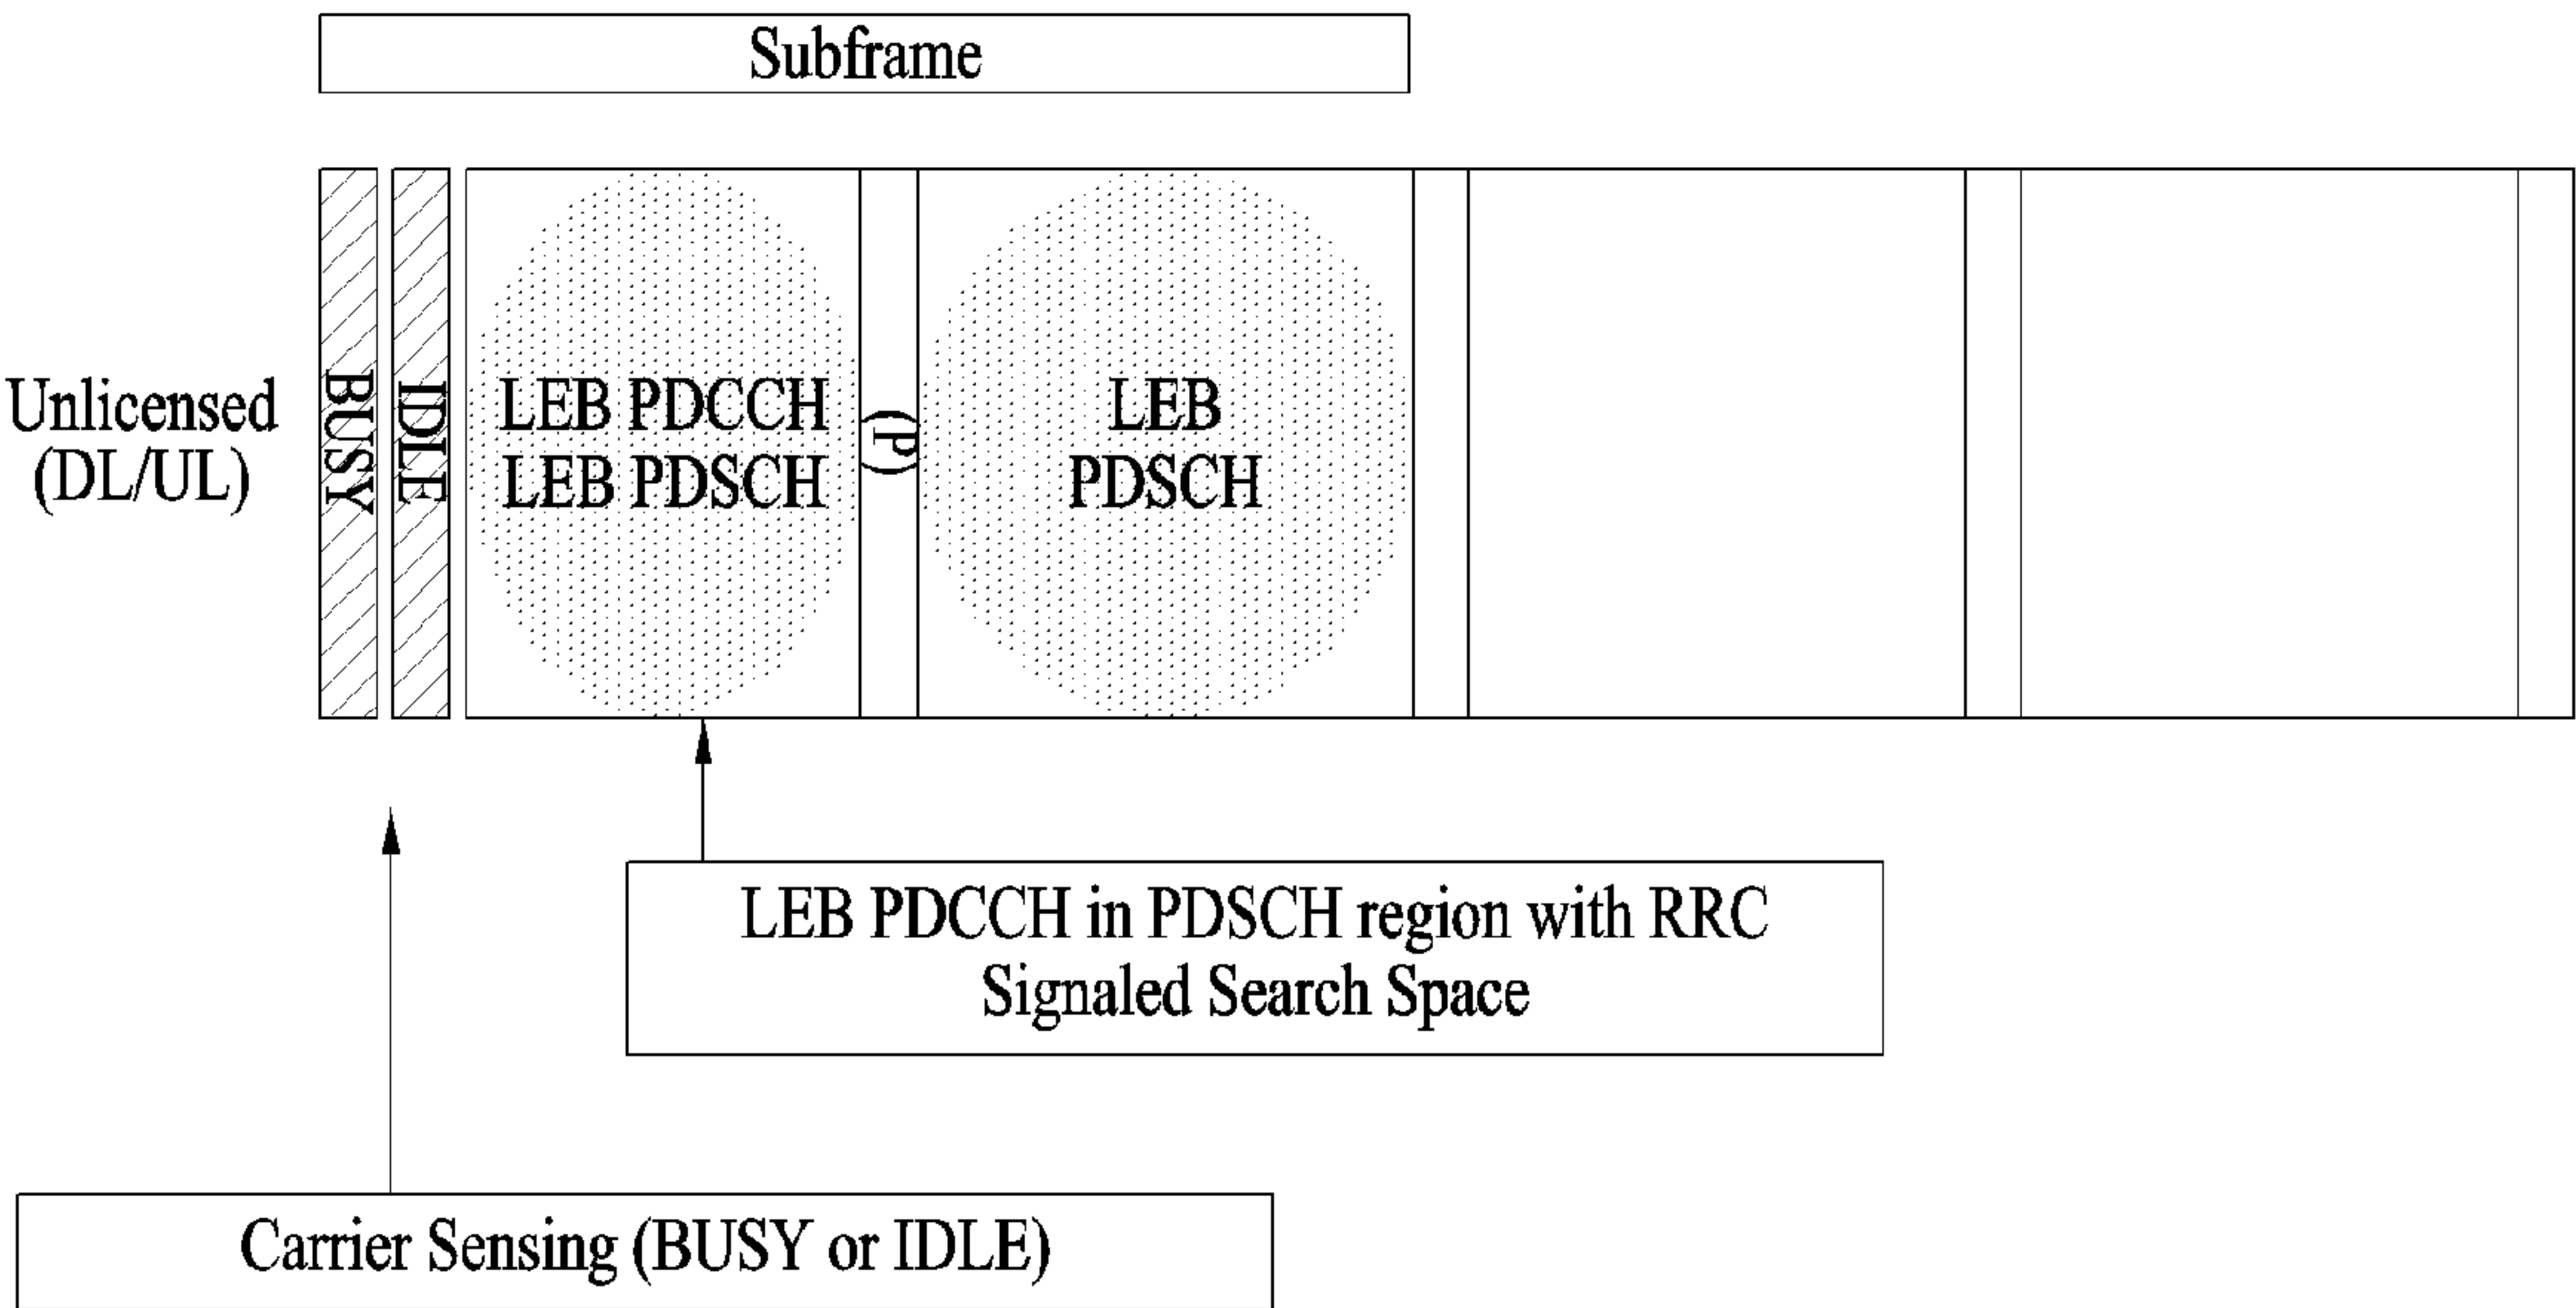 Subframe
Unlicensed
(DL/UL)
BUSY
IDLE
LEB PDCCH
LEB PDSCH
(P)
LEB
PDSCH
LEB PDCCH in PDSCH region with RRC
Signaled Search Space
Carrier Sensing (BUSY or IDLE)